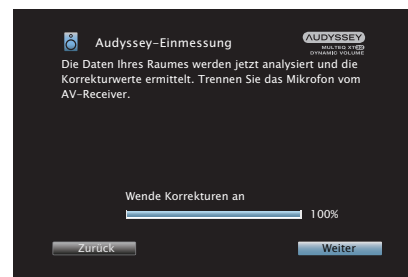 Audyssey-Einmessung
AUDYSSEY
MULTEQ XT32
DYNAMIC VOLUME
Die Daten Ihres Raumes werden jetzt analysiert und die
Korrekturwerte ermittelt. Trennen Sie das Mikrofon vom
AV-Receiver.
Wende Korrekturen an
100%
Zurück
Weiter